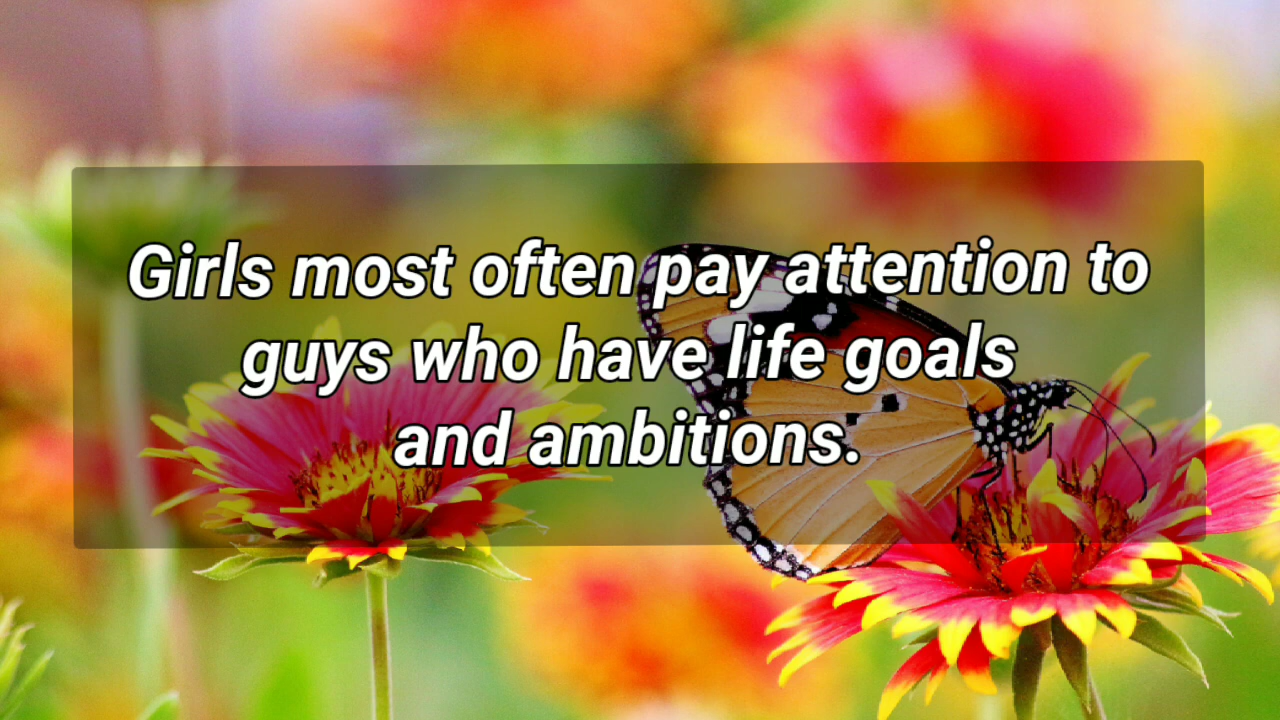 Girls most often pay attention to
guys who have life goals
and ambitions.